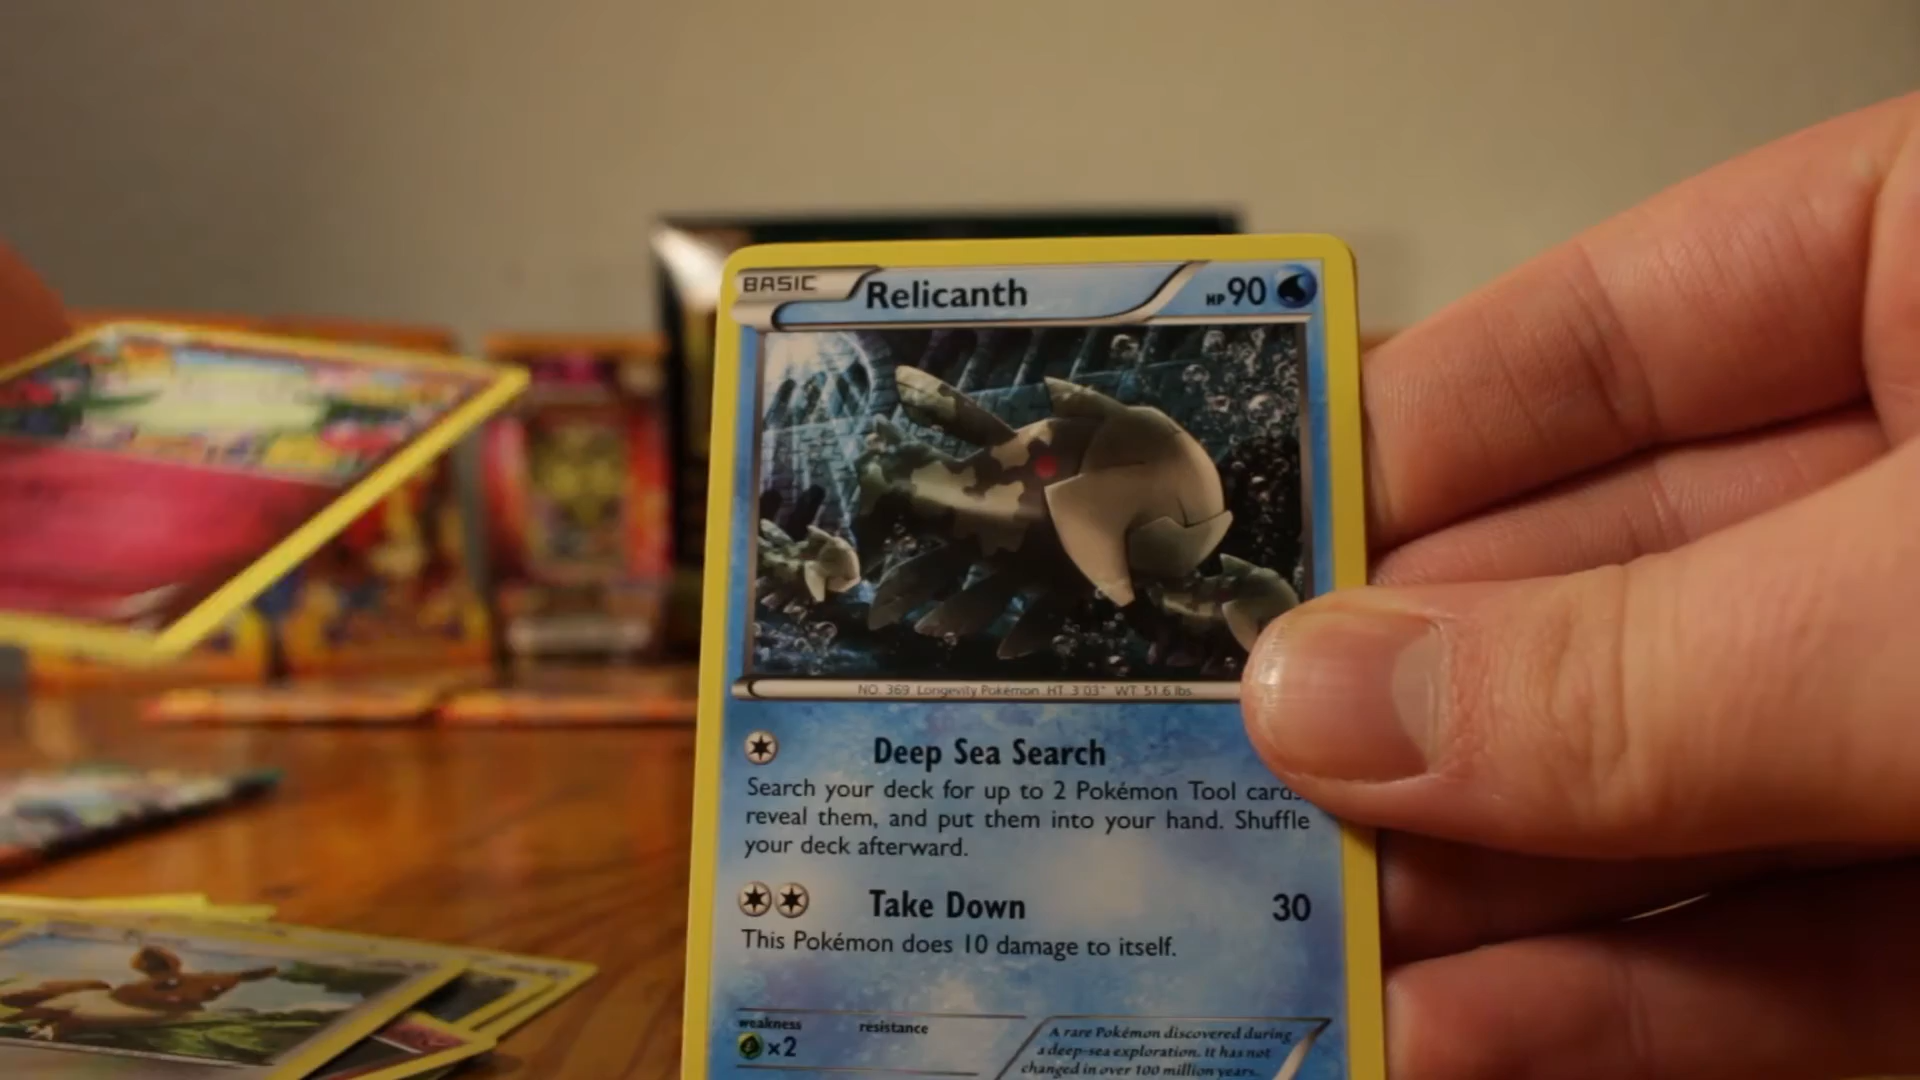 BASIC Relicanth HP 90
NO. 369 Longevity Pokémon HT. 3'03" WT. 51.6 lbs.
Deep Sea Search
Search your deck for up to 2 Pokémon Tool cards,
reveal them, and put them into your hand. Shuffle
your deck afterward.
Take Down 30
This Pokémon does 10 damage to itself.
weakness resistance
×2
A rare Pokémon discovered during
a deep-sea exploration. It has not
changed in over 100 million years.